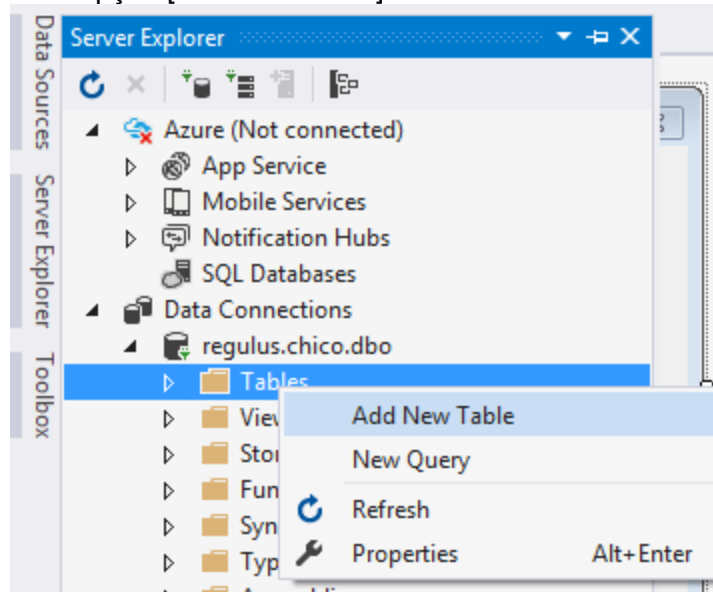 Data Sources
Server Explorer
Toolbox
Server Explorer
Azure (Not connected)
App Service
Mobile Services
Notification Hubs
SQL Databases
Data Connections
regulus.chico.dbo
Tables
Add New Table
New Query
Refresh
Properties Alt+Enter